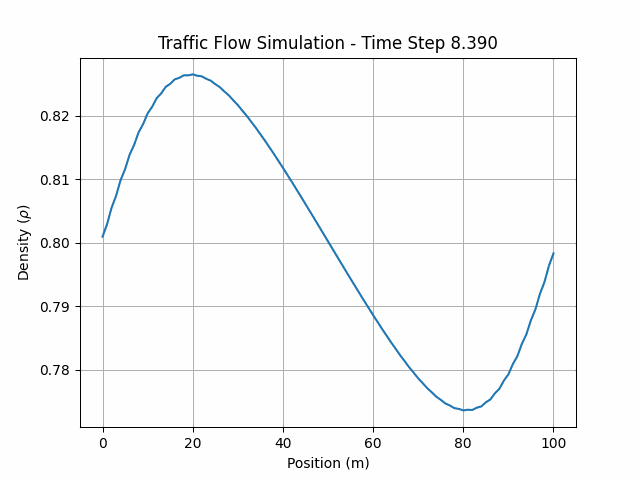 Traffic Flow Simulation - Time Step 8.390
0.82
0.81
0.80
0.79
0.78
Density (ρ)
0 20 40 60 80 100
Position (m)